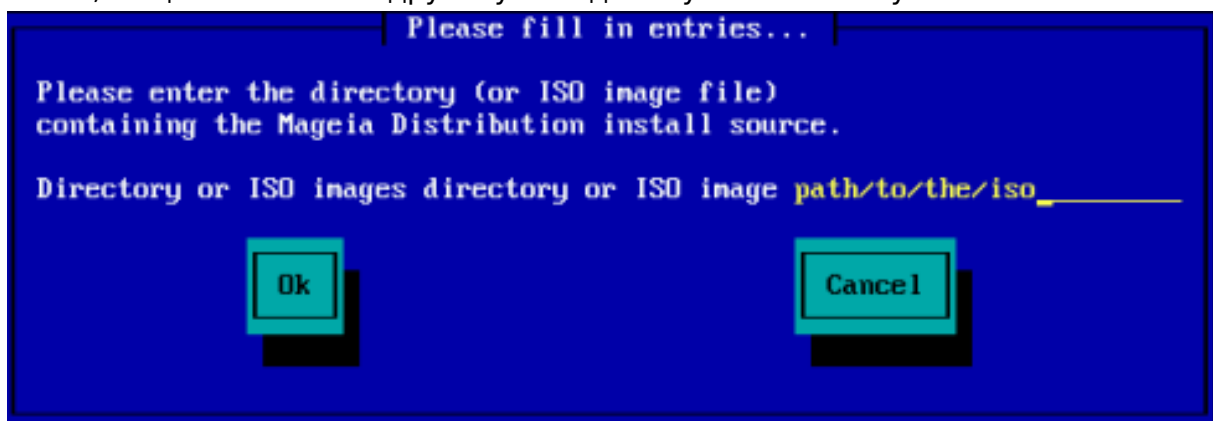 Please fill in entries...
Please enter the directory (or ISO image file)
containing the Mageia Distribution install source.
Directory or ISO images directory or ISO image path/to/the/iso_
Ok Cancel